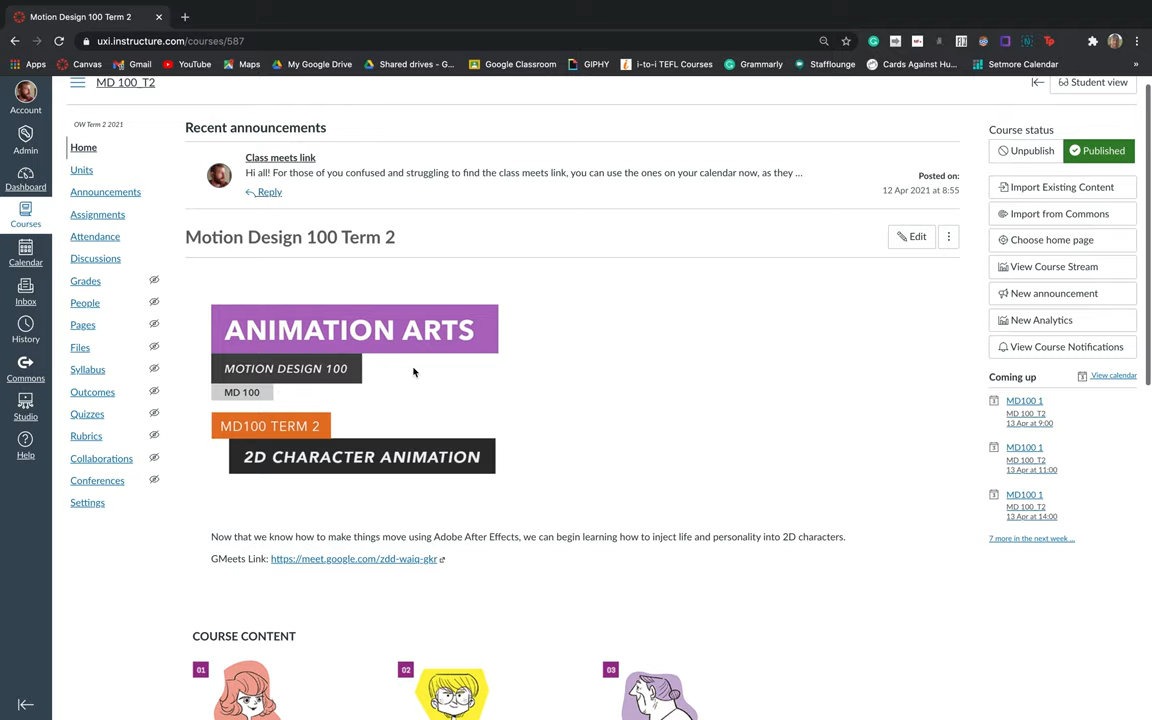 Motion Design 100 Term 2
uxi.instructure.com/courses/587
Apps
Canvas
Gmail
YouTube
Maps
My Google Drive
Shared drives - G...
Google Classroom
GIPHY
i-to-i TEFL Courses
Grammarly
Stafflounge
Cards Against Hu...
Setmore Calendar
»
Account
Admin
Dashboard
Courses
Calendar
Inbox
History
Commons
Studio
Help
MD 100_T2
Student view
OW Term 2 2021
Home
Units
Announcements
Assignments
Attendance
Discussions
Grades
People
Pages
Files
Syllabus
Outcomes
Quizzes
Rubrics
Collaborations
Conferences
Settings
Recent announcements
Class meets link
Hi all! For those of you confused and struggling to find the class meets link, you can use the ones on your calendar now, as they ...
Reply
Posted on:
12 Apr 2021 at 8:55
Motion Design 100 Term 2
Edit
ANIMATION ARTS
MOTION DESIGN 100
MD 100
MD100 TERM 2
2D CHARACTER ANIMATION
Now that we know how to make things move using Adobe After Effects, we can begin learning how to inject life and personality into 2D characters.
GMeets Link: https://meet.google.com/zdd-waiq-gkr
COURSE CONTENT
01
02
03
Course status
Unpublish
Published
Import Existing Content
Import from Commons
Choose home page
View Course Stream
New announcement
New Analytics
View Course Notifications
Coming up
View calendar
MD100 1
MD 100_T2
13 Apr at 9:00
MD100 1
MD 100_T2
13 Apr at 11:00
MD100 1
MD 100_T2
13 Apr at 14:00
7 more in the next week ...